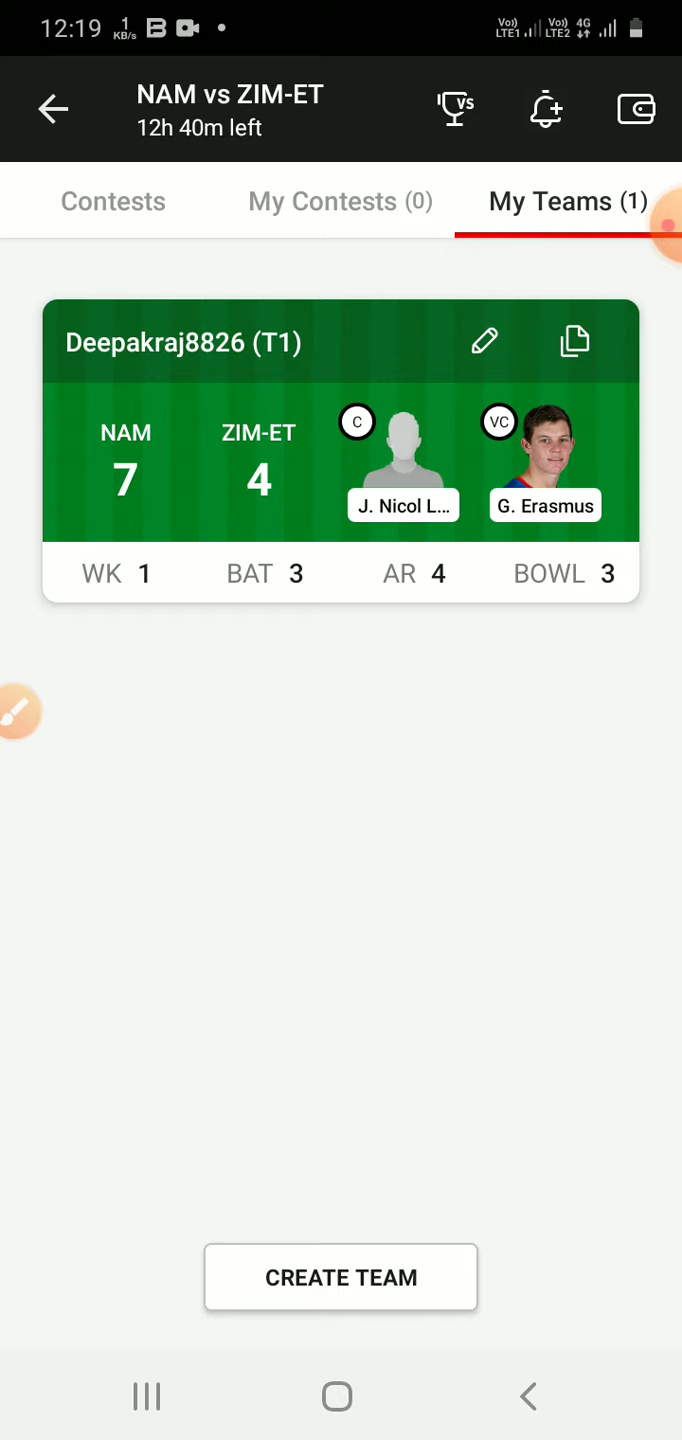 12:19 1 KB/s Vo)) LTE1 Vo)) LTE2 4G
NAM vs ZIM-ET
12h 40m left
VS
Contests My Contests (0) My Teams (1)
Deepakraj8826 (T1)
NAM ZIM-ET C VC
7 4
J. Nicol L... G. Erasmus
WK 1 BAT 3 AR 4 BOWL 3
CREATE TEAM